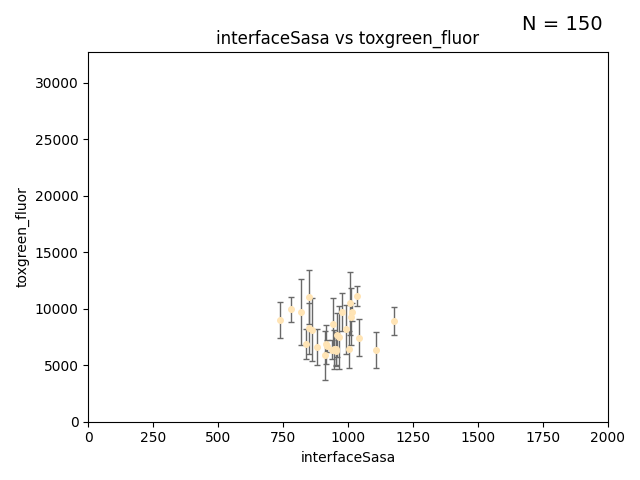 N = 150
interfaceSasa vs toxgreen_fluor
30000
25000
20000
15000
10000
5000
0
toxgreen_fluor
0 250 500 750 1000 1250 1500 1750 2000
interfaceSasa